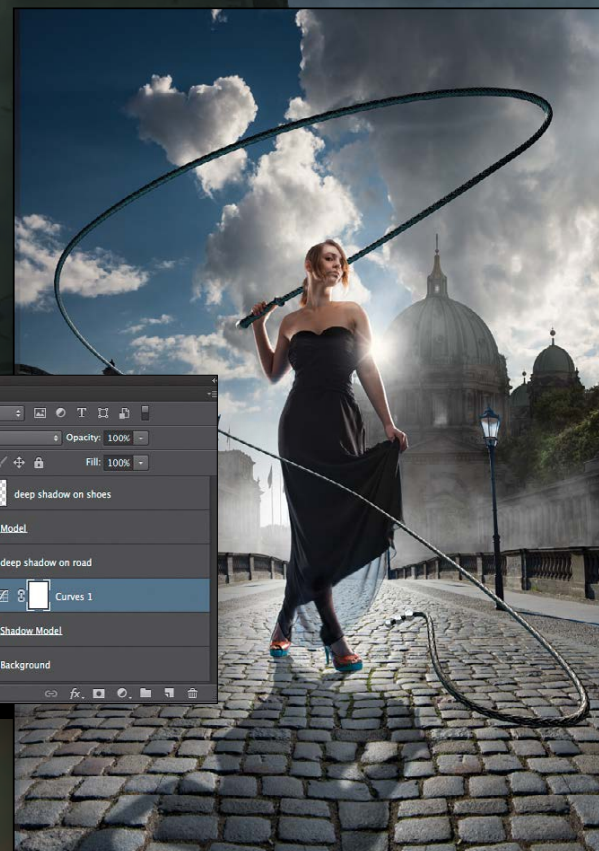 Opacity: 100%
Fill: 100%
deep shadow on shoes
Model
deep shadow on road
Curves 1
Shadow Model
Background
fx